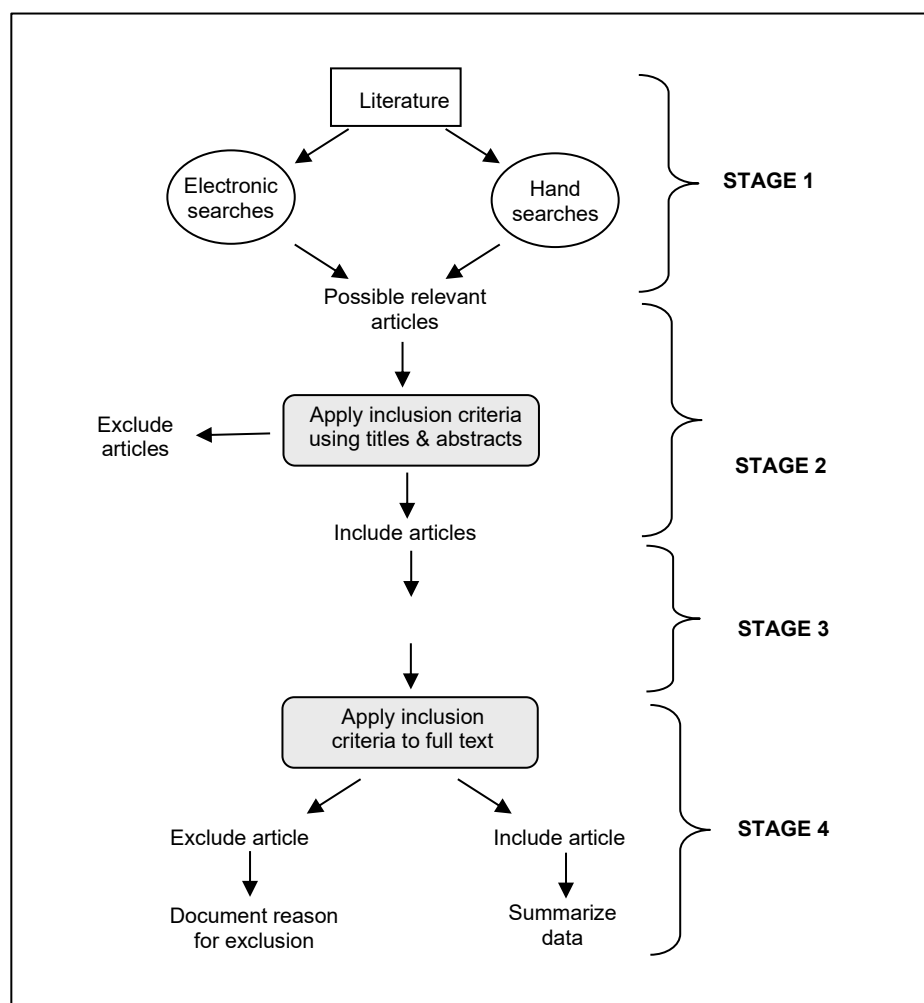 Literature
Electronic
searches
Hand
searches
STAGE 1
Possible relevant
articles
Apply inclusion criteria
using titles & abstracts
Exclude
articles
STAGE 2
Include articles
STAGE 3
Apply inclusion
criteria to full text
STAGE 4
Exclude article
Include article
Document reason
for exclusion
Summarize
data